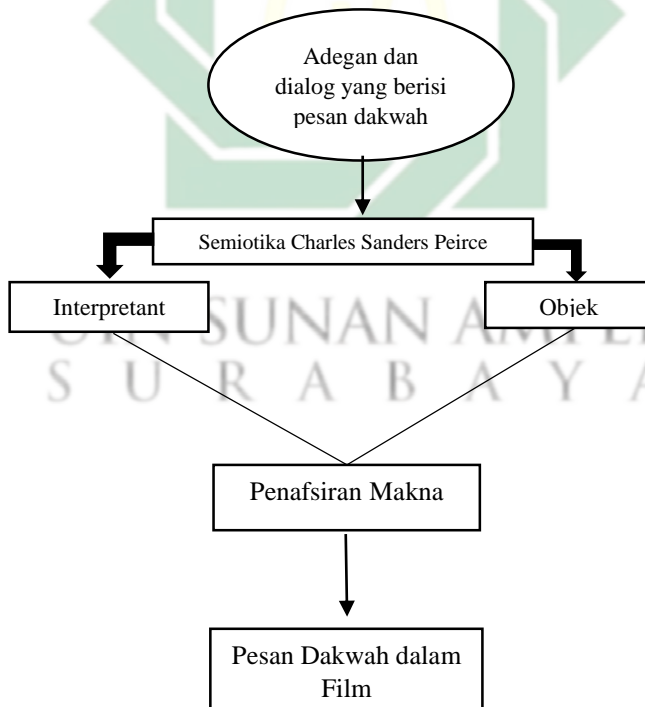 Adegan dan
dialog yang berisi
pesan dakwah
Semiotika Charles Sanders Peirce
Interpretant
Objek
UIN SUNAN AMPEL
S U R A B A Y A
Penafsiran Makna
Pesan Dakwah dalam
Film